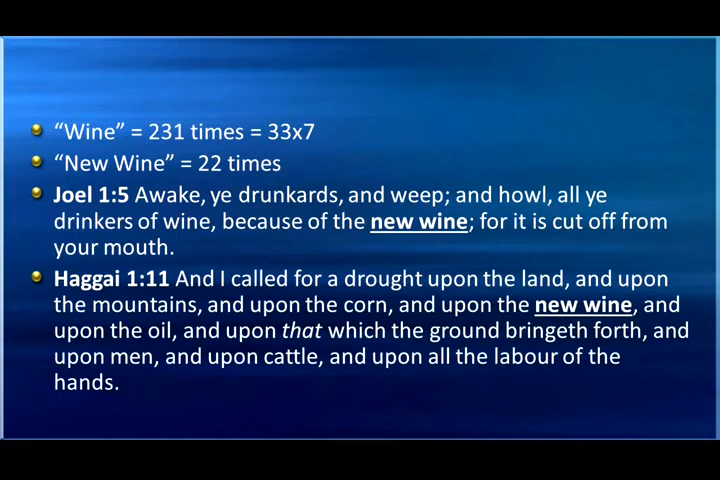 “Wine” = 231 times = 33x7
“New Wine” = 22 times
Joel 1:5 Awake, ye drunkards, and weep; and howl, all ye
drinkers of wine, because of the new wine; for it is cut off from
your mouth.
Haggai 1:11 And I called for a drought upon the land, and upon
the mountains, and upon the corn, and upon the new wine, and
upon the oil, and upon that which the ground bringeth forth, and
upon men, and upon cattle, and upon all the labour of the
hands.